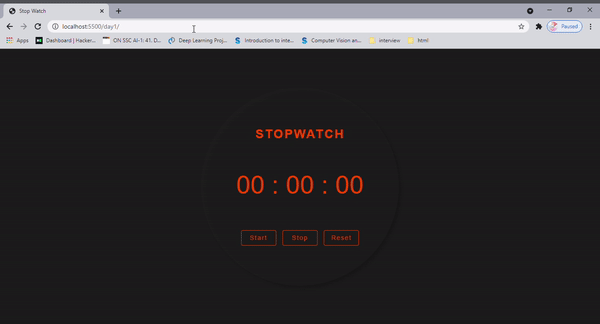 Stop Watch
localhost:5500/day1/
Paused
Apps
Dashboard | Hacker...
ON SSC AI-1: 41. D...
Deep Learning Proj...
Introduction to inte...
Computer Vision an...
interview
html
STOPWATCH
00 : 00 : 00
Start Stop Reset